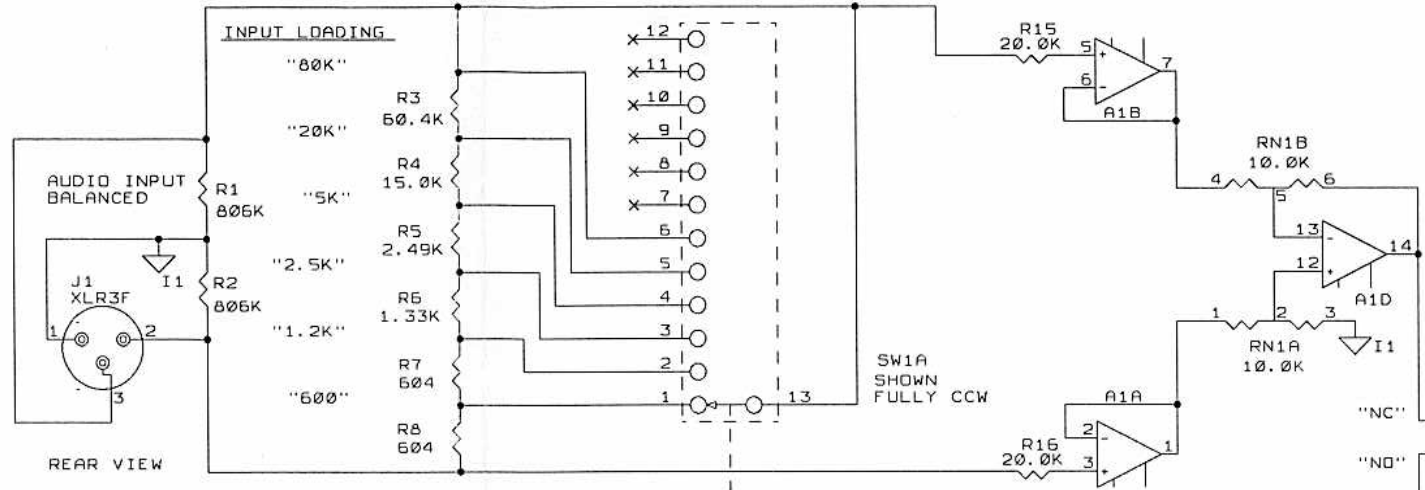 INPUT LOADING
"80K"
"20K"
"5K"
"2.5K"
"1.2K"
"600"
AUDIO INPUT
BALANCED
R1
806K
R2
806K
I1
J1
XLR3F
1
2
3
REAR VIEW
R3
60.4K
R4
15.0K
R5
2.49K
R6
1.33K
R7
604
R8
604
12
11
10
9
8
7
6
5
4
3
2
1
13
SW1A
SHOWN
FULLY CCW
R15
20.0K
5
+
6
-
7
A1B
RN1B
10.0K
4
5
6
13
-
12
+
14
A1D
1
2
3
RN1A
10.0K
I1
A1A
2
-
3
+
1
R16
20.0K
"NC"
"NO"